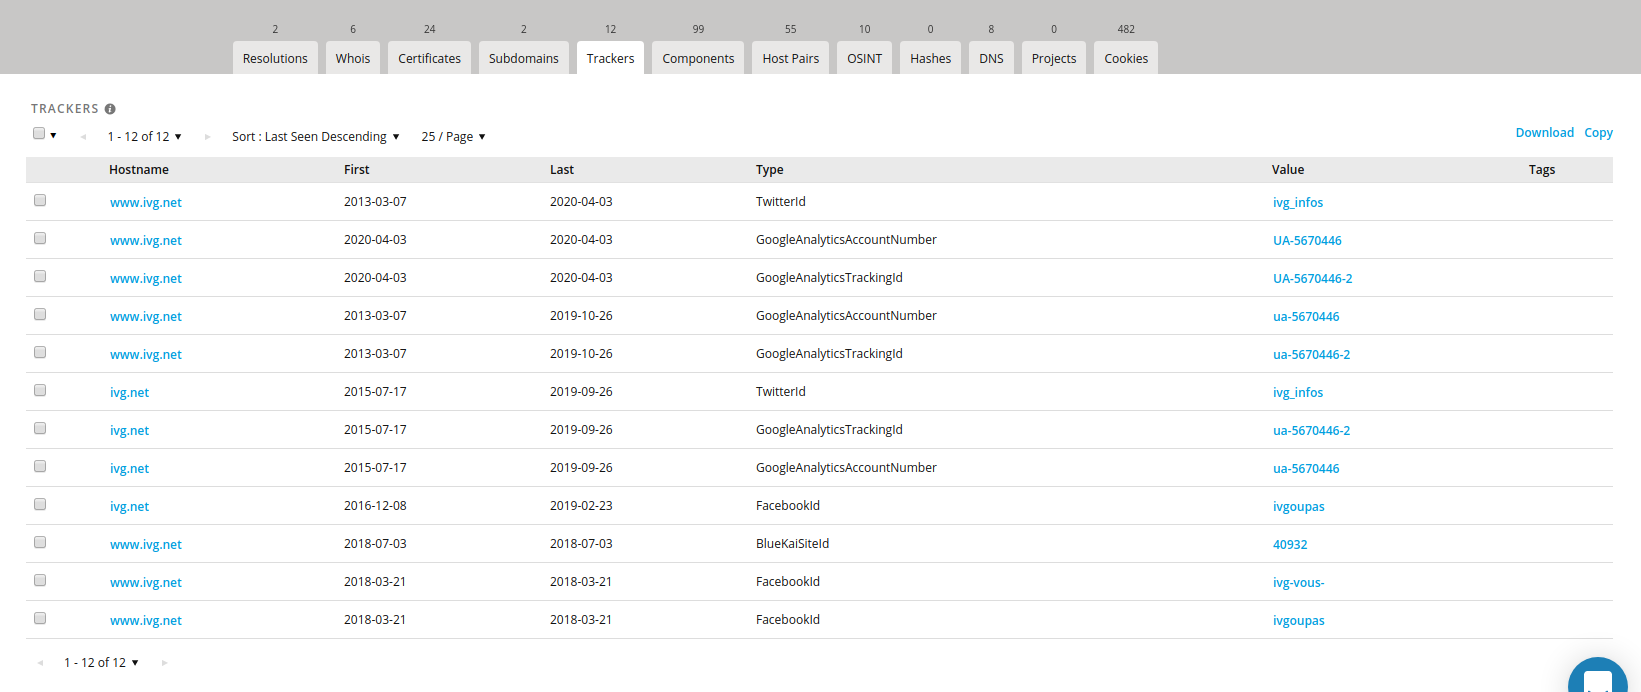 2 6 24 2 12 99 55 10 0 8 0 482
Resolutions Whois Certificates Subdomains Trackers Components Host Pairs OSINT Hashes DNS Projects Cookies
TRACKERS
1 - 12 of 12 Sort : Last Seen Descending 25 / Page Download Copy
Hostname First Last Type Value Tags
www.ivg.net 2013-03-07 2020-04-03 TwitterId ivg_infos
www.ivg.net 2020-04-03 2020-04-03 GoogleAnalyticsAccountNumber UA-5670446
www.ivg.net 2020-04-03 2020-04-03 GoogleAnalyticsTrackingId UA-5670446-2
www.ivg.net 2013-03-07 2019-10-26 GoogleAnalyticsAccountNumber ua-5670446
www.ivg.net 2013-03-07 2019-10-26 GoogleAnalyticsTrackingId ua-5670446-2
ivg.net 2015-07-17 2019-09-26 TwitterId ivg_infos
ivg.net 2015-07-17 2019-09-26 GoogleAnalyticsTrackingId ua-5670446-2
ivg.net 2015-07-17 2019-09-26 GoogleAnalyticsAccountNumber ua-5670446
ivg.net 2016-12-08 2019-02-23 FacebookId ivgoupas
www.ivg.net 2018-07-03 2018-07-03 BlueKaiSiteId 40932
www.ivg.net 2018-03-21 2018-03-21 FacebookId ivg-vous-
www.ivg.net 2018-03-21 2018-03-21 FacebookId ivgoupas
1 - 12 of 12